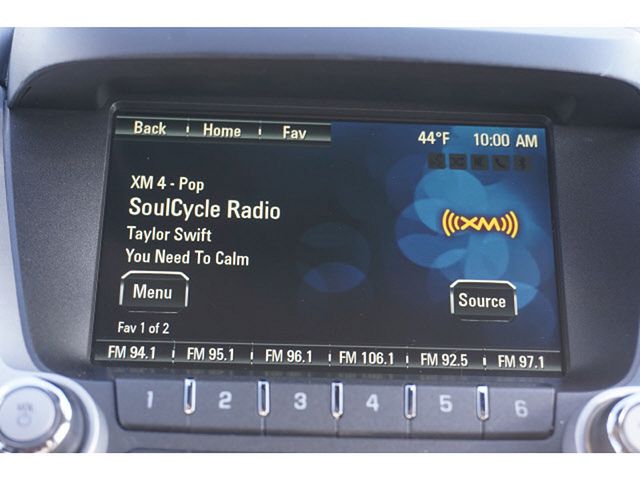 Back Home Fav
44°F 10:00 AM
XM 4 - Pop
SoulCycle Radio
Taylor Swift
You Need To Calm
((XM))
Menu
Source
Fav 1 of 2
FM 94.1 FM 95.1 FM 96.1 FM 106.1 FM 92.5 FM 97.1
1 2 3 4 5 6